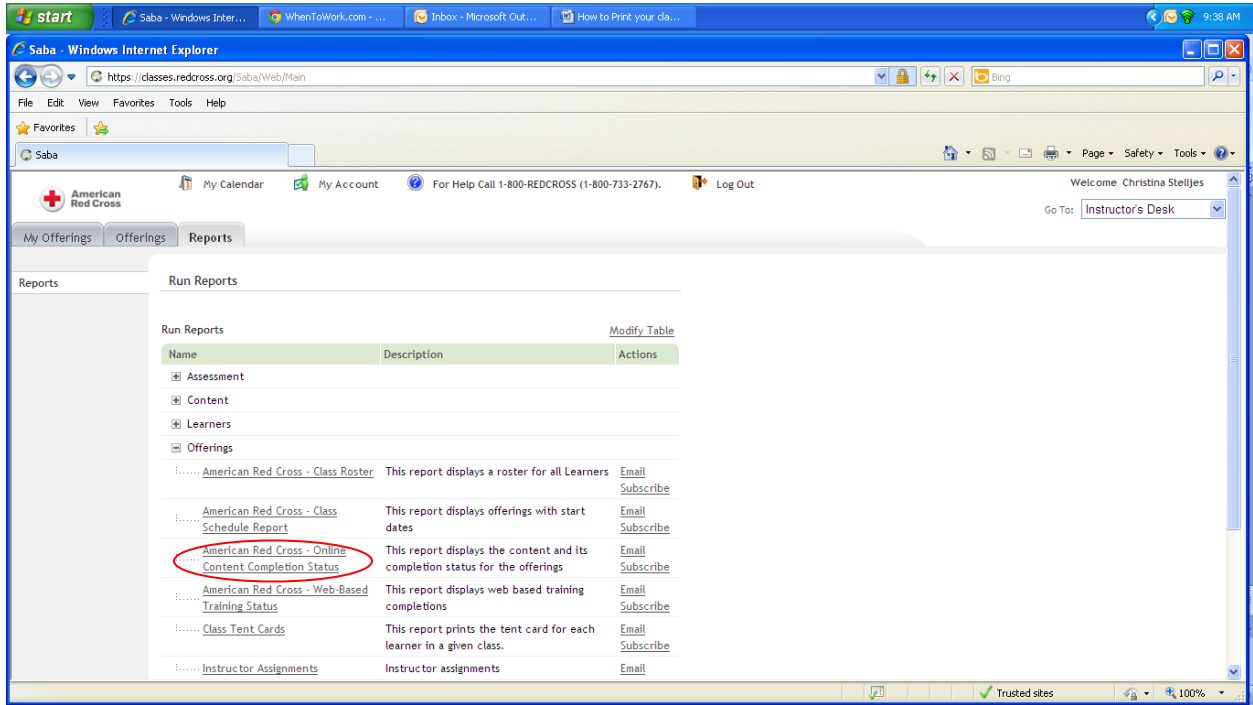 start
Saba - Windows Inter...
WhenToWork.com - ...
Inbox - Microsoft Out...
How to Print your cla...
9:38 AM
Saba - Windows Internet Explorer
https://classes.redcross.org/Saba/Web/Main
Bing
File Edit View Favorites Tools Help
Favorites
Saba
Page Safety Tools
American
Red Cross
My Calendar
My Account
For Help Call 1-800-REDCROSS (1-800-733-2767).
Log Out
Welcome Christina Stelljes
Go To: Instructor's Desk
My Offerings Offerings Reports
Reports
Run Reports
Run Reports Modify Table
Name Description Actions
Assessment
Content
Learners
Offerings
American Red Cross - Class Roster This report displays a roster for all Learners Email
Subscribe
American Red Cross - Class This report displays offerings with start Email
Schedule Report dates Subscribe
American Red Cross - Online This report displays the content and its Email
Content Completion Status completion status for the offerings Subscribe
American Red Cross - Web-Based This report displays web based training Email
Training Status completions Subscribe
Class Tent Cards This report prints the tent card for each Email
learner in a given class. Subscribe
Instructor Assignments Instructor assignments Email
Trusted sites
100%